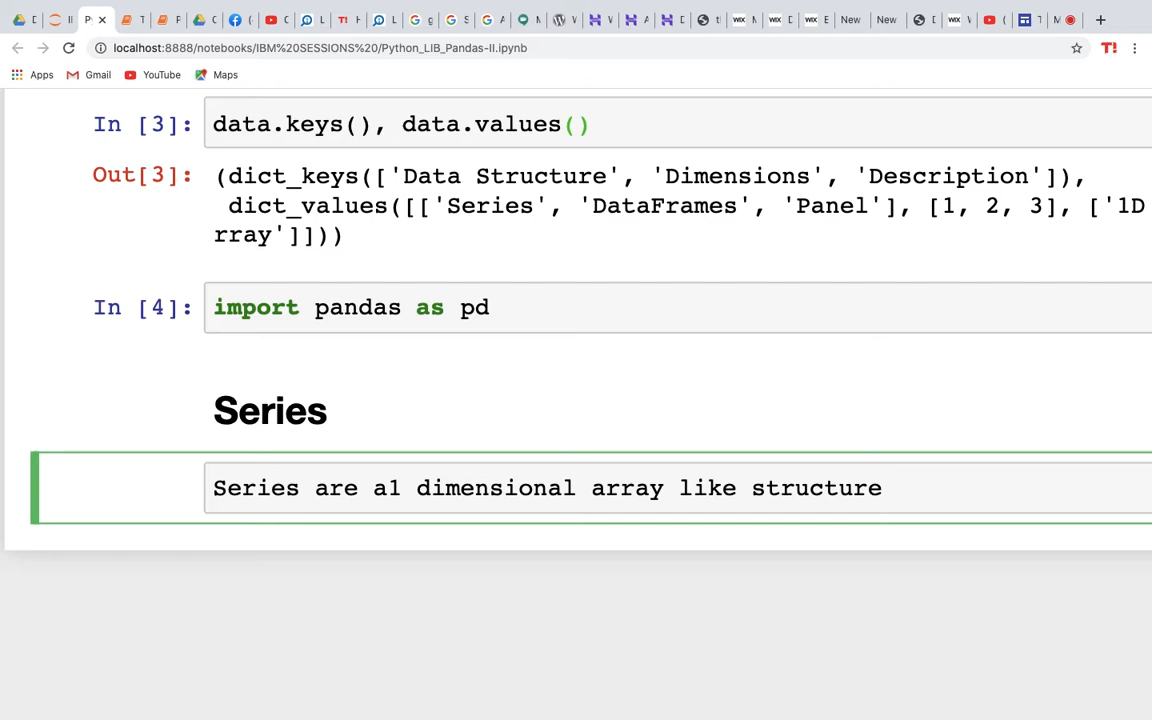 D Il P T P C ( C L T! H L g S A M W W A D t M D E New New D W ( T M
localhost:8888/notebooks/IBM%20SESSIONS%20/Python_LIB_Pandas-II.ipynb
T!
Apps Gmail YouTube Maps
In [3]: data.keys(), data.values()
Out[3]: (dict_keys(['Data Structure', 'Dimensions', 'Description']),
dict_values([['Series', 'DataFrames', 'Panel'], [1, 2, 3], ['1D
rray']]))
In [4]: import pandas as pd
Series
Series are a1 dimensional array like structure